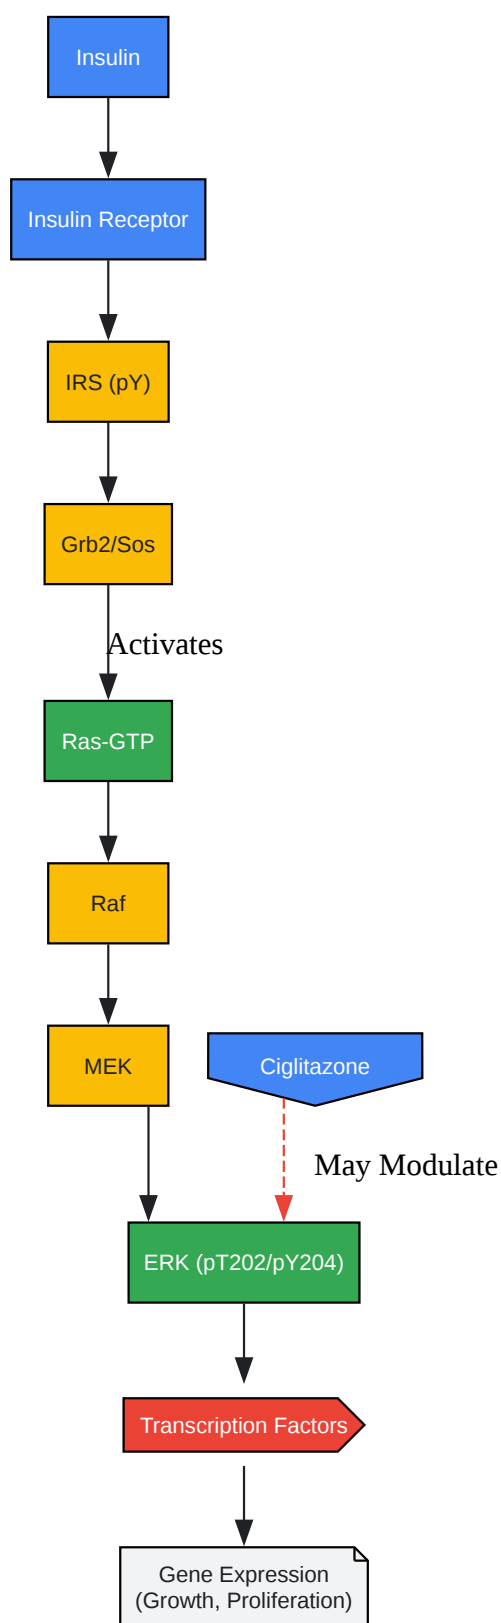 Insulin
Insulin Receptor
IRS (pY)
Grb2/Sos
Activates
Ras-GTP
Raf
MEK
Ciglitazone
May Modulate
ERK (pT202/pY204)
Transcription Factors
Gene Expression
(Growth, Proliferation)